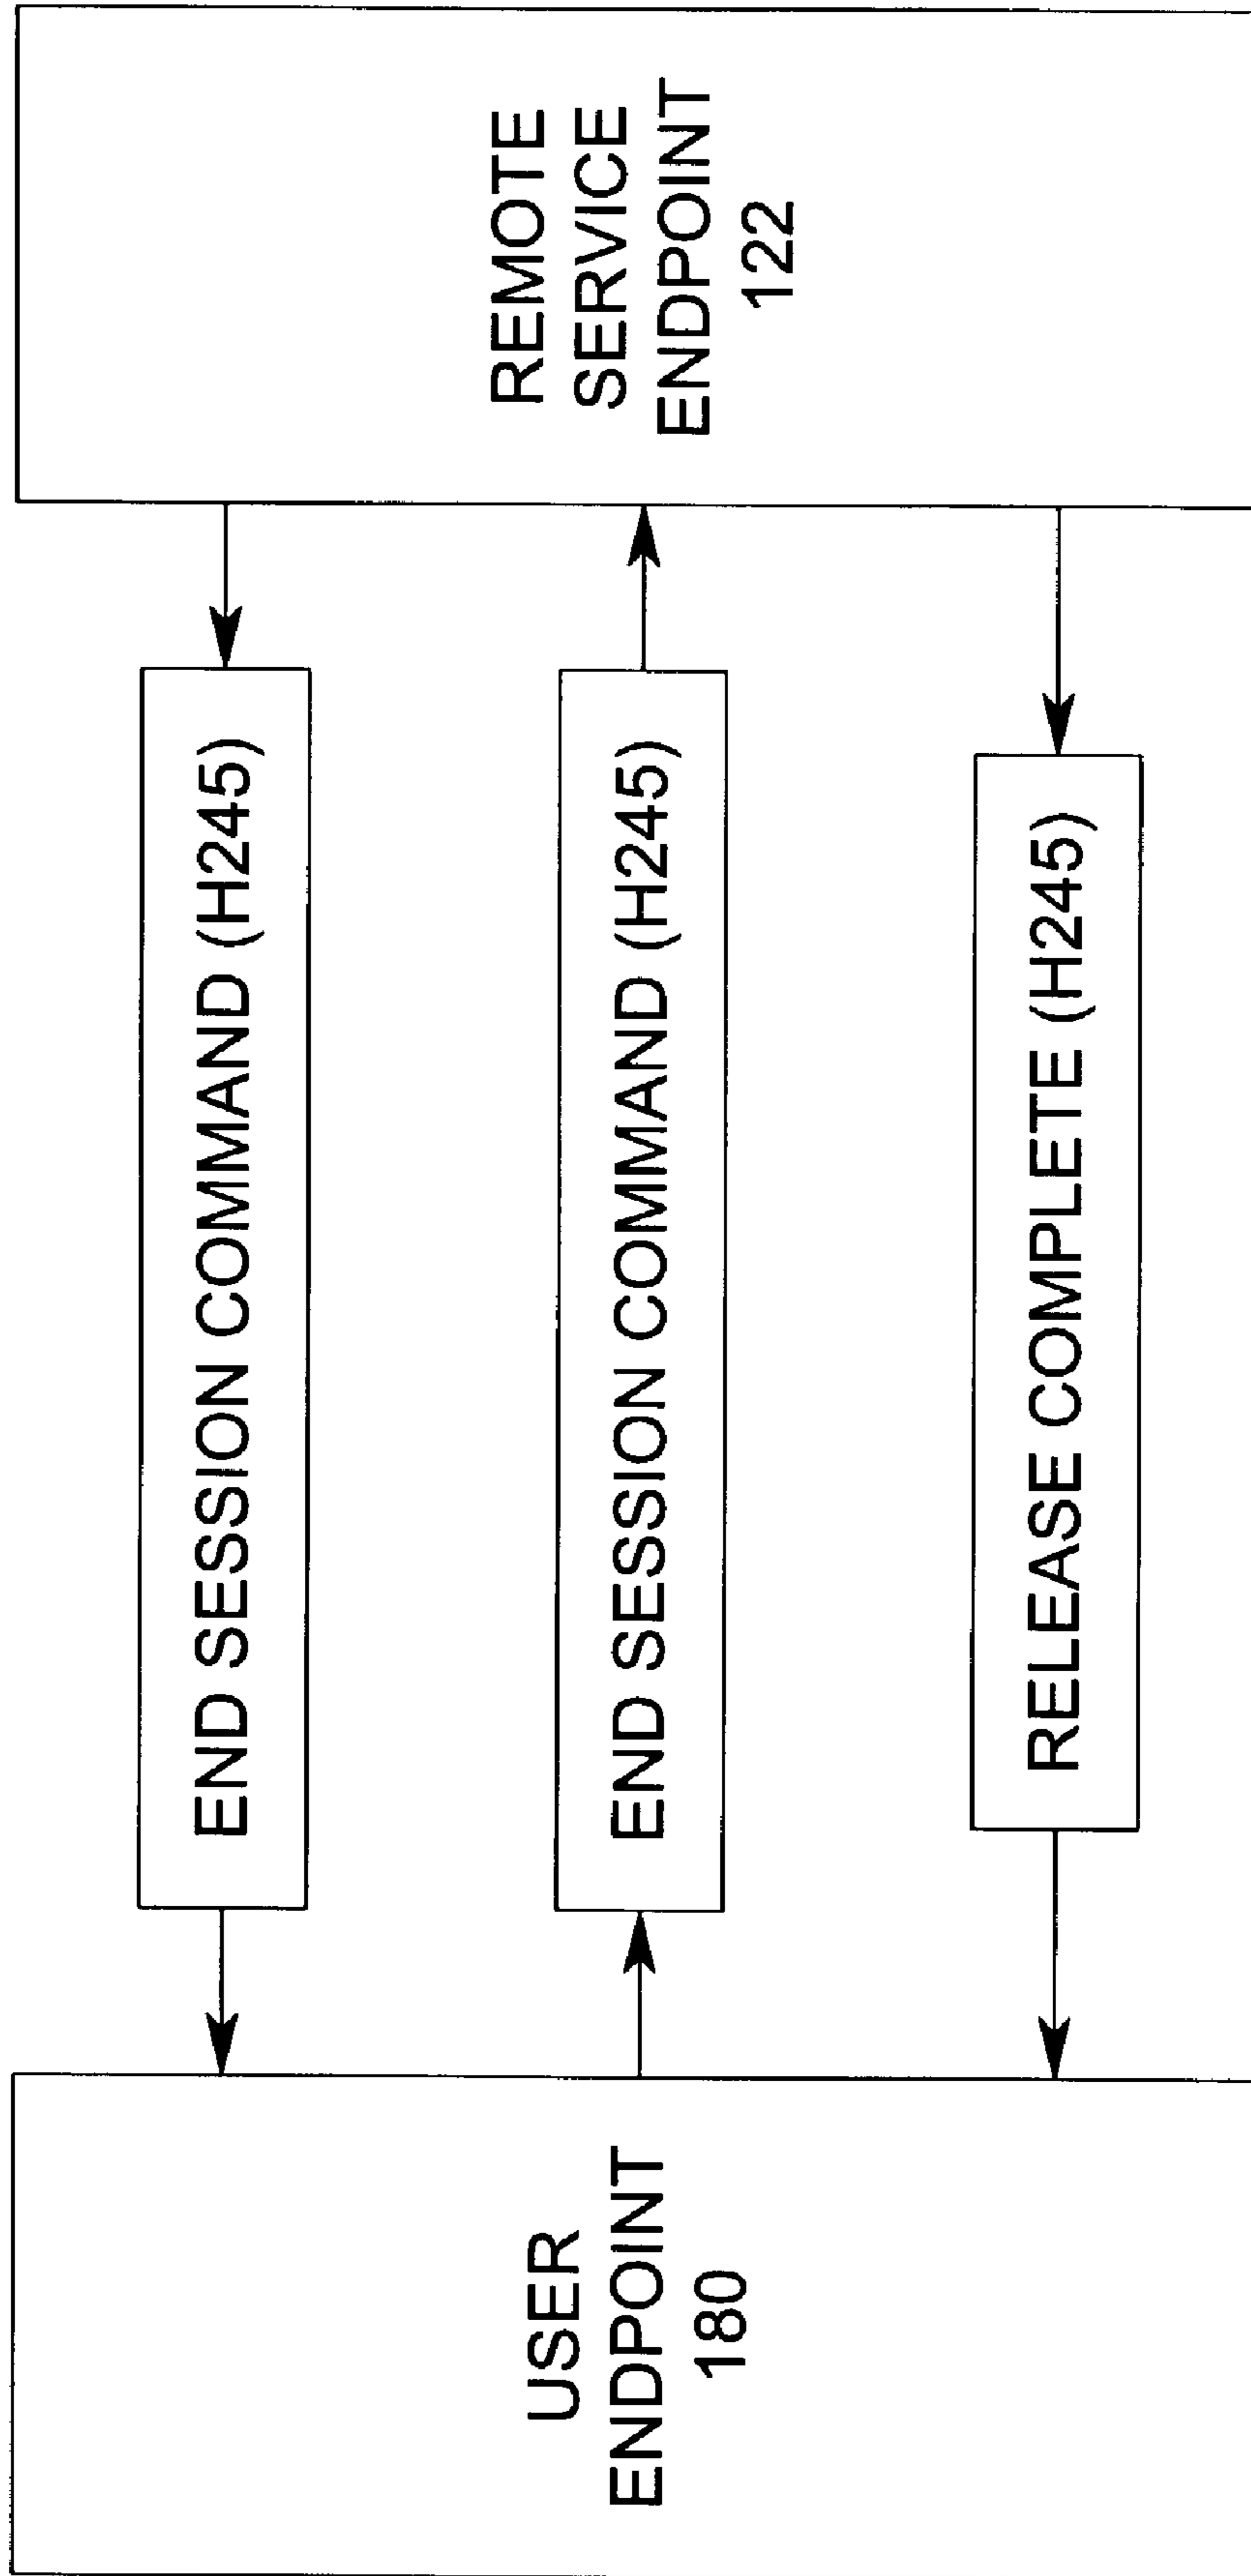 USER
ENDPOINT
180
END SESSION COMMAND (H245)
END SESSION COMMAND (H245)
RELEASE COMPLETE (H245)
REMOTE
SERVICE
ENDPOINT
122